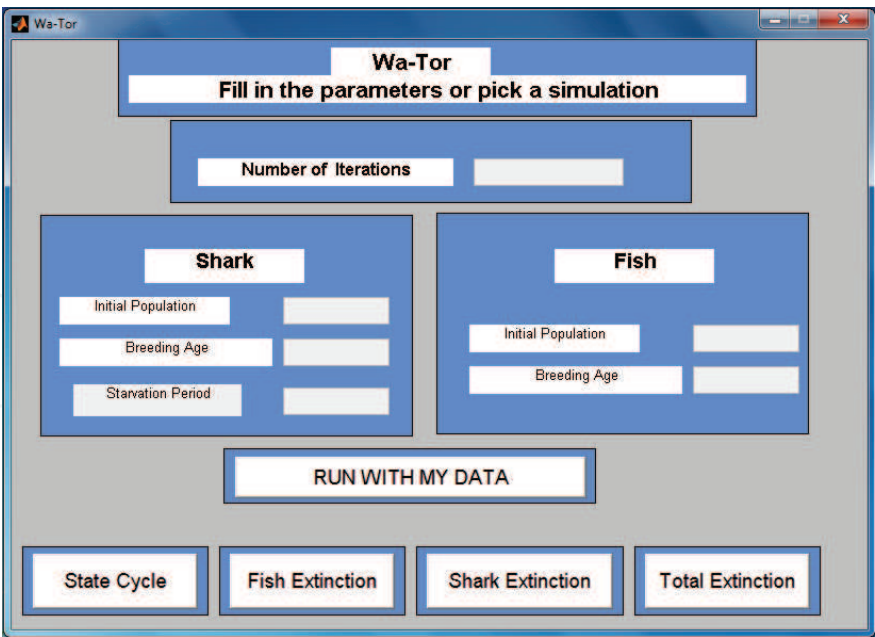 Wa-Tor
Wa-Tor
Fill in the parameters or pick a simulation
Number of Iterations
Shark
Initial Population
Breeding Age
Starvation Period
Fish
Initial Population
Breeding Age
RUN WITH MY DATA
State Cycle
Fish Extinction
Shark Extinction
Total Extinction